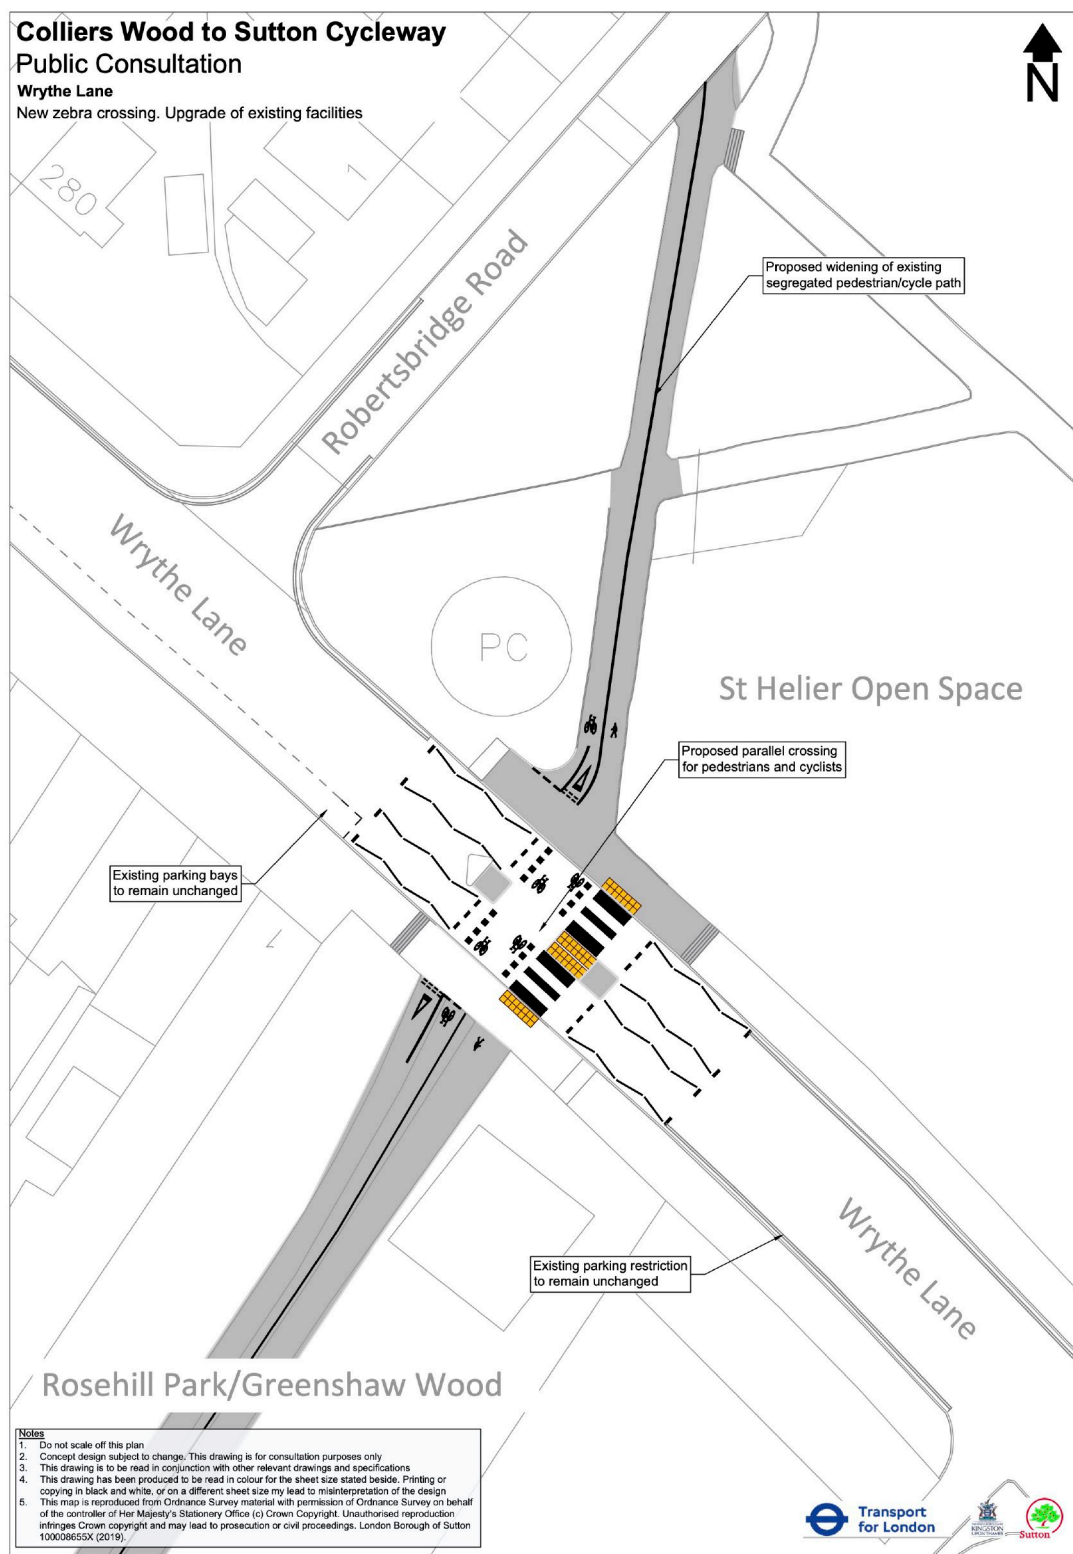 Colliers Wood to Sutton Cycleway
Public Consultation
Wrythe Lane
New zebra crossing. Upgrade of existing facilities
N
280
1
Robertsbridge Road
Proposed widening of existing
segregated pedestrian/cycle path
Wrythe Lane
PC
St Helier Open Space
Proposed parallel crossing
for pedestrians and cyclists
Existing parking bays
to remain unchanged
1
Existing parking restriction
to remain unchanged
Wrythe Lane
Rosehill Park/Greenshaw Wood
Notes
1. Do not scale off this plan
2. Concept design subject to change. This drawing is for consultation purposes only
3. This drawing is to be read in conjunction with other relevant drawings and specifications
4. This drawing has been produced to be read in colour for the sheet size stated beside. Printing or
copying in black and white, or on a different sheet size my lead to misinterpretation of the design
5. This map is reproduced from Ordnance Survey material with permission of Ordnance Survey on behalf
of the controller of Her Majesty's Stationery Office (c) Crown Copyright. Unauthorised reproduction
infringes Crown copyright and may lead to prosecution or civil proceedings. London Borough of Sutton
100008655X (2019).
Transport
for London
KINGSTON
UPON THAMES
Sutton